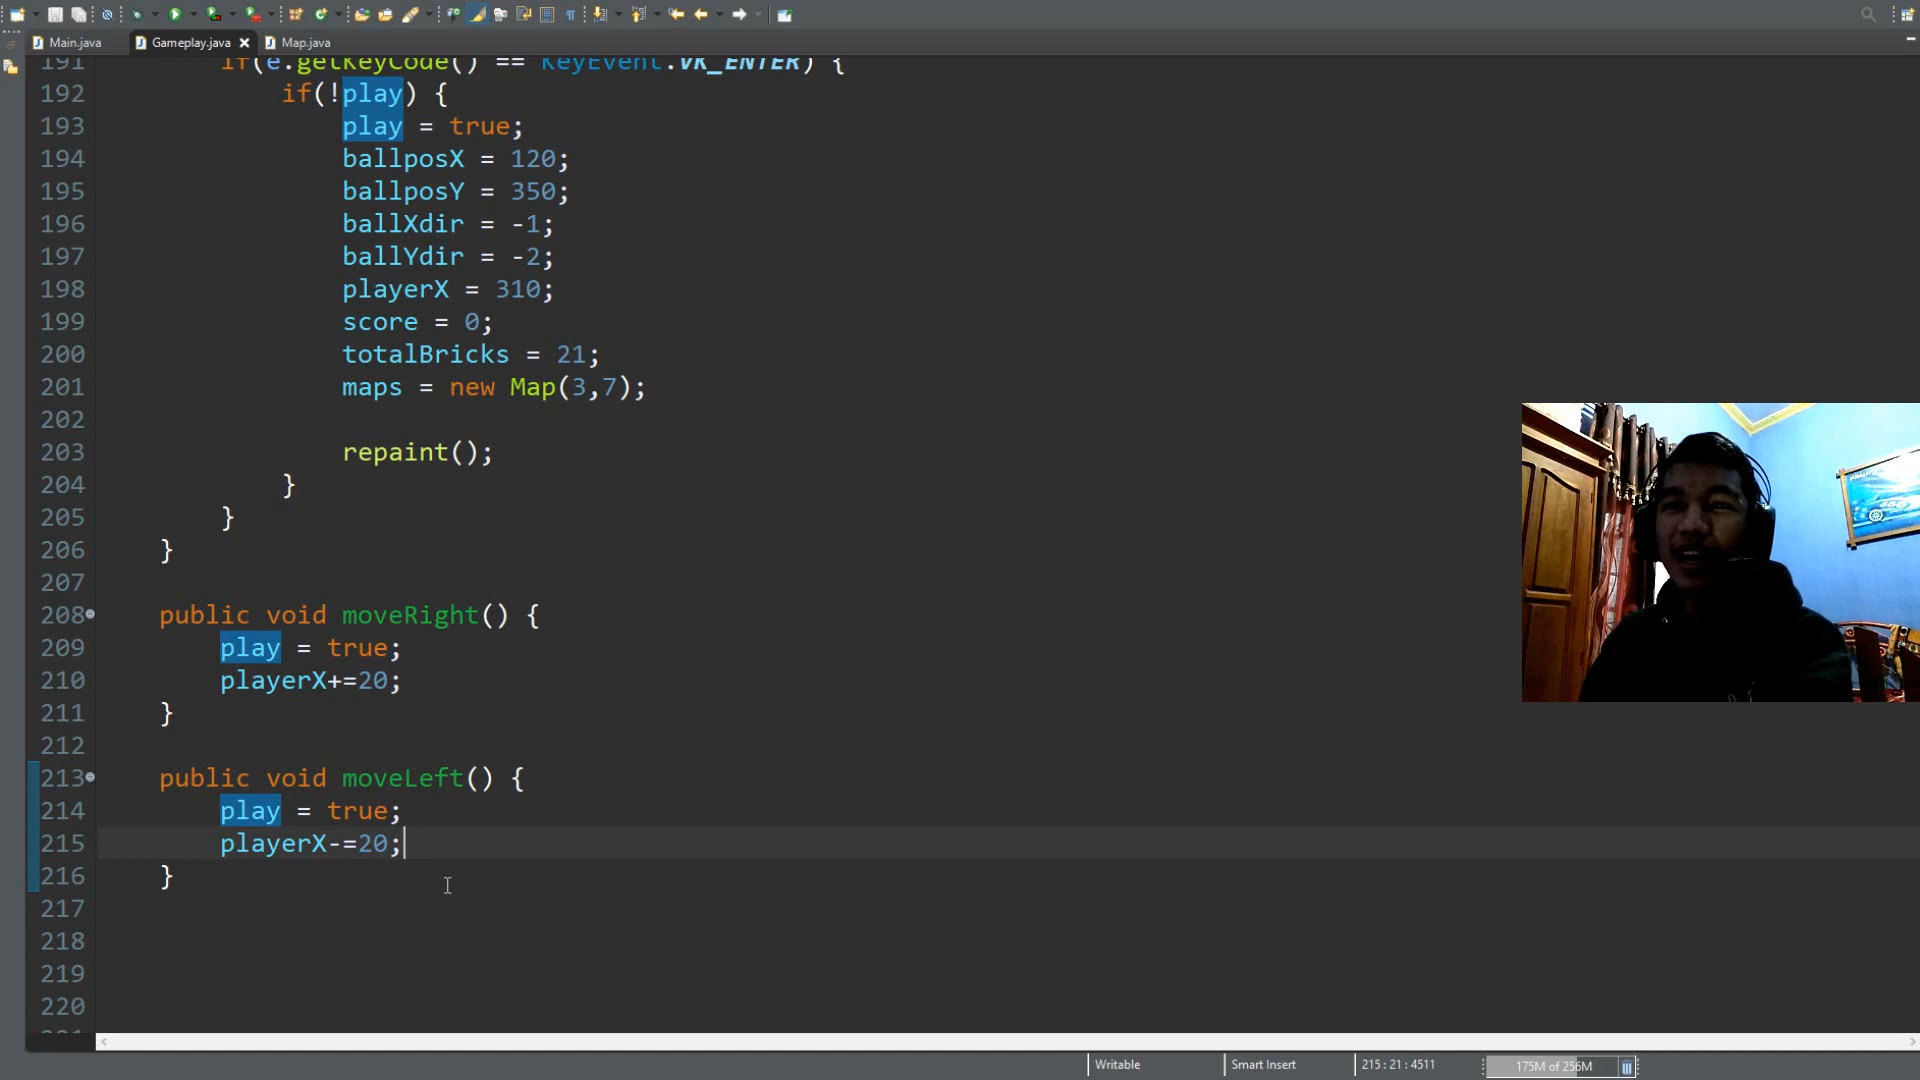 Main.java
Gameplay.java
Map.java
191 if(e.getKeyCode() == KeyEvent.VK_ENTER) {
192 if(!play) {
193 play = true;
194 ballposX = 120;
195 ballposY = 350;
196 ballXdir = -1;
197 ballYdir = -2;
198 playerX = 310;
199 score = 0;
200 totalBricks = 21;
201 maps = new Map(3,7);
202
203 repaint();
204 }
205 }
206 }
207
208 public void moveRight() {
209 play = true;
210 playerX+=20;
211 }
212
213 public void moveLeft() {
214 play = true;
215 playerX-=20;
216 }
217
218
219
220
Writable
Smart Insert
215 : 21 : 4511
175M of 256M